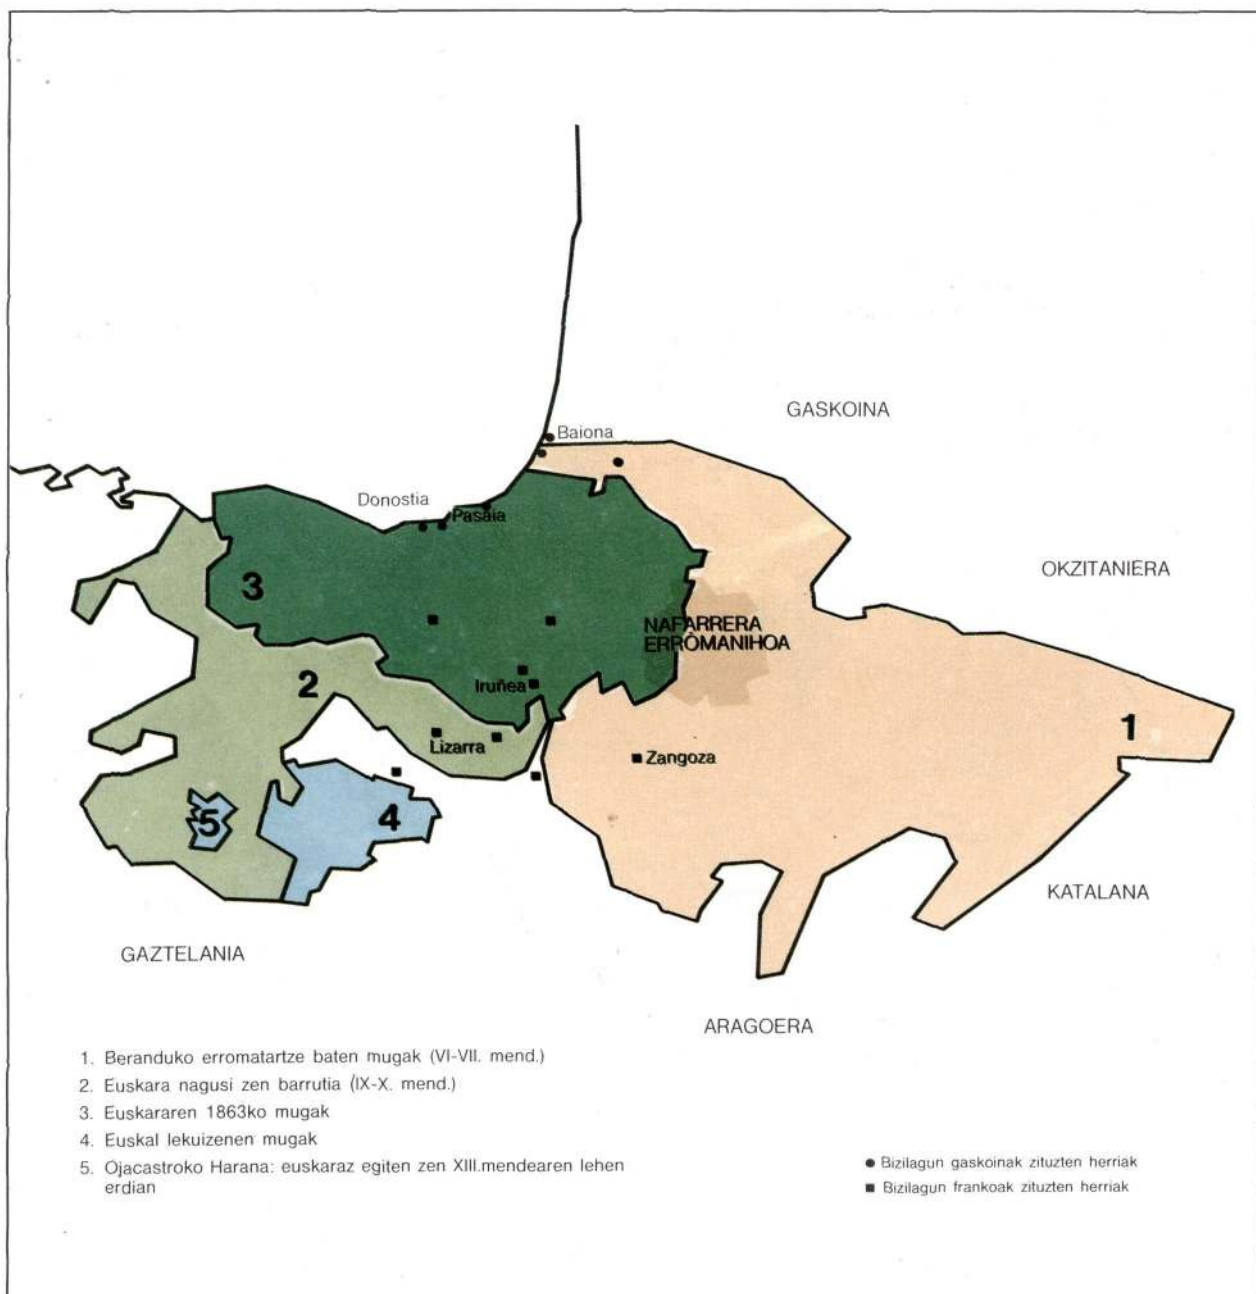 GASKOINA
Baiona
Donostia
Pasaia
OKZITANIERA
3
NAFARRERA
ERROMANIHOA
2
Iruñea
1
Lizarra
Zangoza
5
4
KATALANA
GAZTELANIA
ARAGOERA
1. Beranduko erromatartze baten mugak (VI-VII. mend.)
2. Euskara nagusi zen barrutia (IX-X. mend.)
3. Euskararen 1863ko mugak
4. Euskal lekuizenen mugak
5. Ojacastroko Harana: euskaraz egiten zen XIII.mendearen lehen
erdian
● Bizilagun gaskoinak zituzten herriak
■ Bizilagun frankoak zituzten herriak